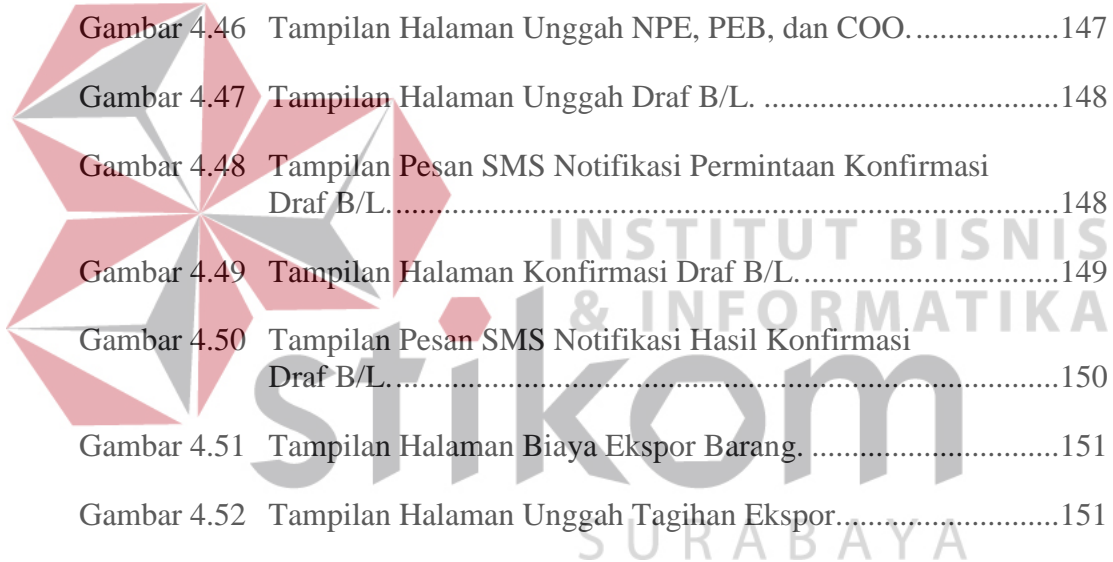 Gambar 4.46 Tampilan Halaman Unggah NPE, PEB, dan COO. ..................147
Gambar 4.47 Tampilan Halaman Unggah Draf B/L. .....................................148
Gambar 4.48 Tampilan Pesan SMS Notifikasi Permintaan Konfirmasi
Draf B/L. .....................................................................................148
INSTITUT BISNIS
Gambar 4.49 Tampilan Halaman Konfirmasi Draf B/L. ................................149
& INFORMATIKA
Gambar 4.50 Tampilan Pesan SMS Notifikasi Hasil Konfirmasi
Draf B/L. .....................................................................................150
stikom
Gambar 4.51 Tampilan Halaman Biaya Ekspor Barang. ...............................151
Gambar 4.52 Tampilan Halaman Unggah Tagihan Ekspor............................151
SURABAYA